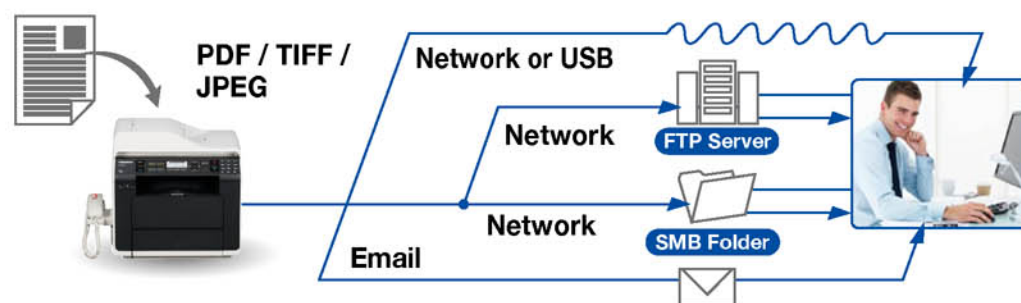 PDF / TIFF /
JPEG
Network or USB
Network
FTP Server
Network
SMB Folder
Email